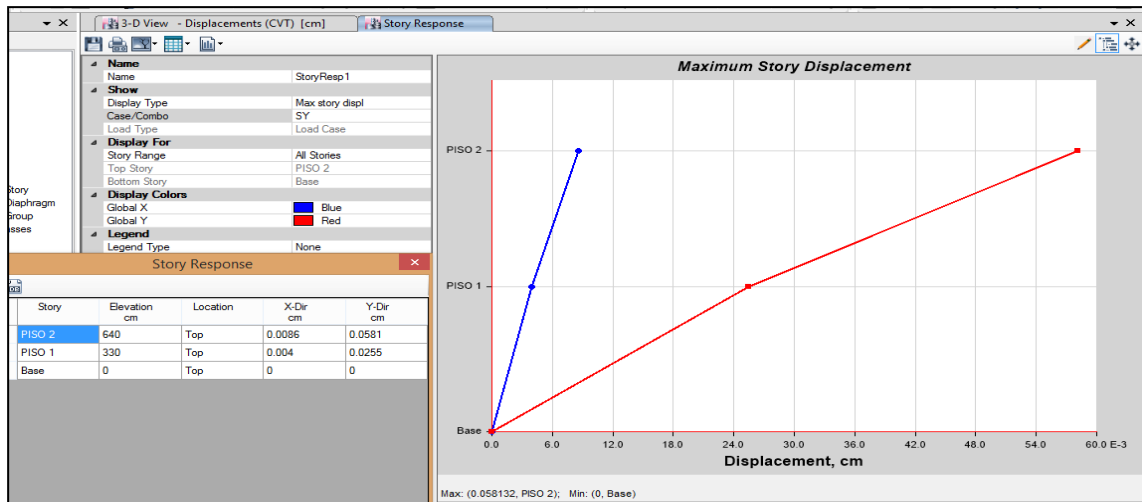 3-D View - Displacements (CVT) [cm]
Story Response
Name
Name StoryResp1
Show
Display Type Max story displ
Case/Combo SY
Load Type Load Case
Display For
Story Range All Stories
Top Story PISO 2
Bottom Story Base
Display Colors
Global X Blue
Global Y Red
Legend
Legend Type None
Story
Diaphragm
Group
asses
Story Response
Story Elevation Location X-Dir Y-Dir
cm cm cm
PISO 2 640 Top 0.0086 0.0581
PISO 1 330 Top 0.004 0.0255
Base 0 Top 0 0
Maximum Story Displacement
PISO 2
PISO 1
Base
0.0 6.0 12.0 18.0 24.0 30.0 36.0 42.0 48.0 54.0 60.0 E-3
Displacement, cm
Max: (0.058132, PISO 2); Min: (0, Base)